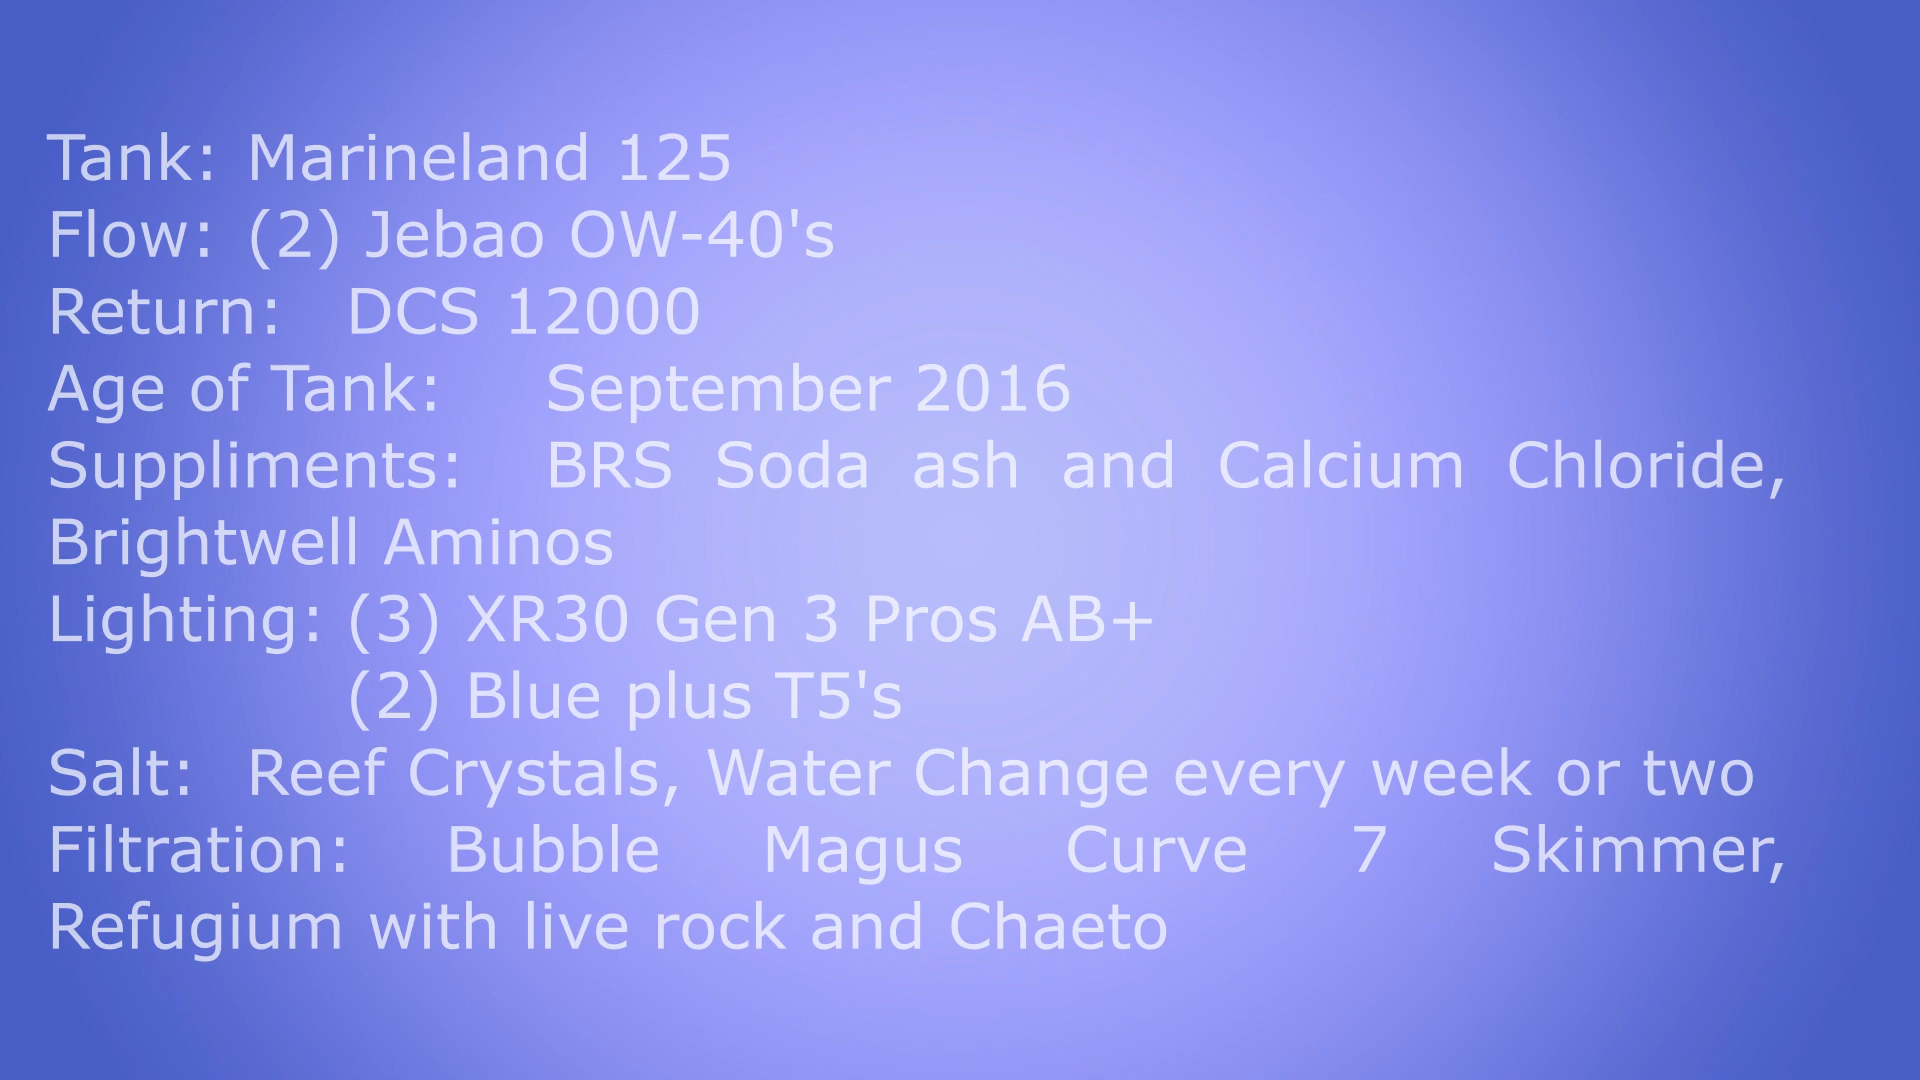 Tank: Marineland 125
Flow: (2) Jebao OW-40's
Return: DCS 12000
Age of Tank: September 2016
Suppliments: BRS Soda ash and Calcium Chloride,
Brightwell Aminos
Lighting: (3) XR30 Gen 3 Pros AB+
(2) Blue plus T5's
Salt: Reef Crystals, Water Change every week or two
Filtration: Bubble Magus Curve 7 Skimmer,
Refugium with live rock and Chaeto